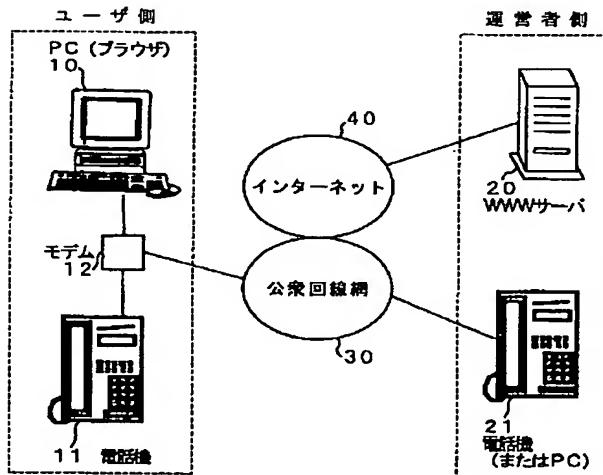 ユーザ側
PC(ブラウザ)
10
モデム
12
11 電話機
40
インターネット
公衆回線網
30
運営者側
20
WWWサーバ
21
電話機
(またはPC)